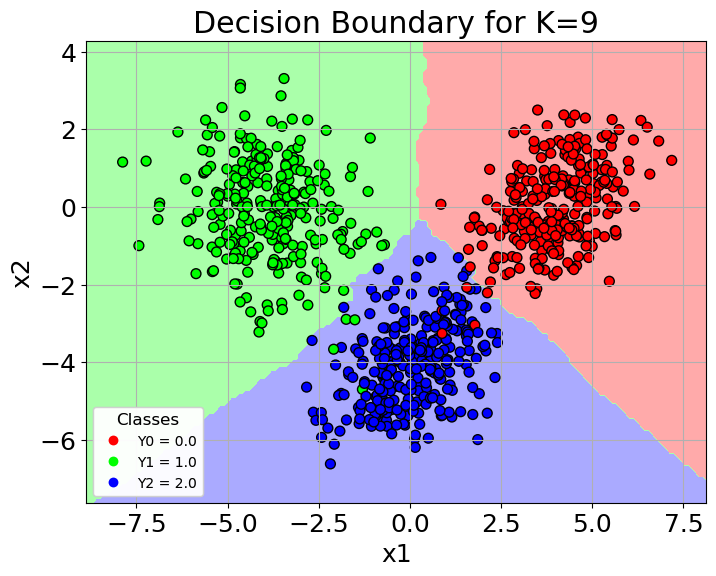 Decision Boundary for K=9
x2
4
2
0
−2
−4
−6
Classes
Y0 = 0.0
Y1 = 1.0
Y2 = 2.0
−7.5 −5.0 −2.5 0.0 2.5 5.0 7.5
x1